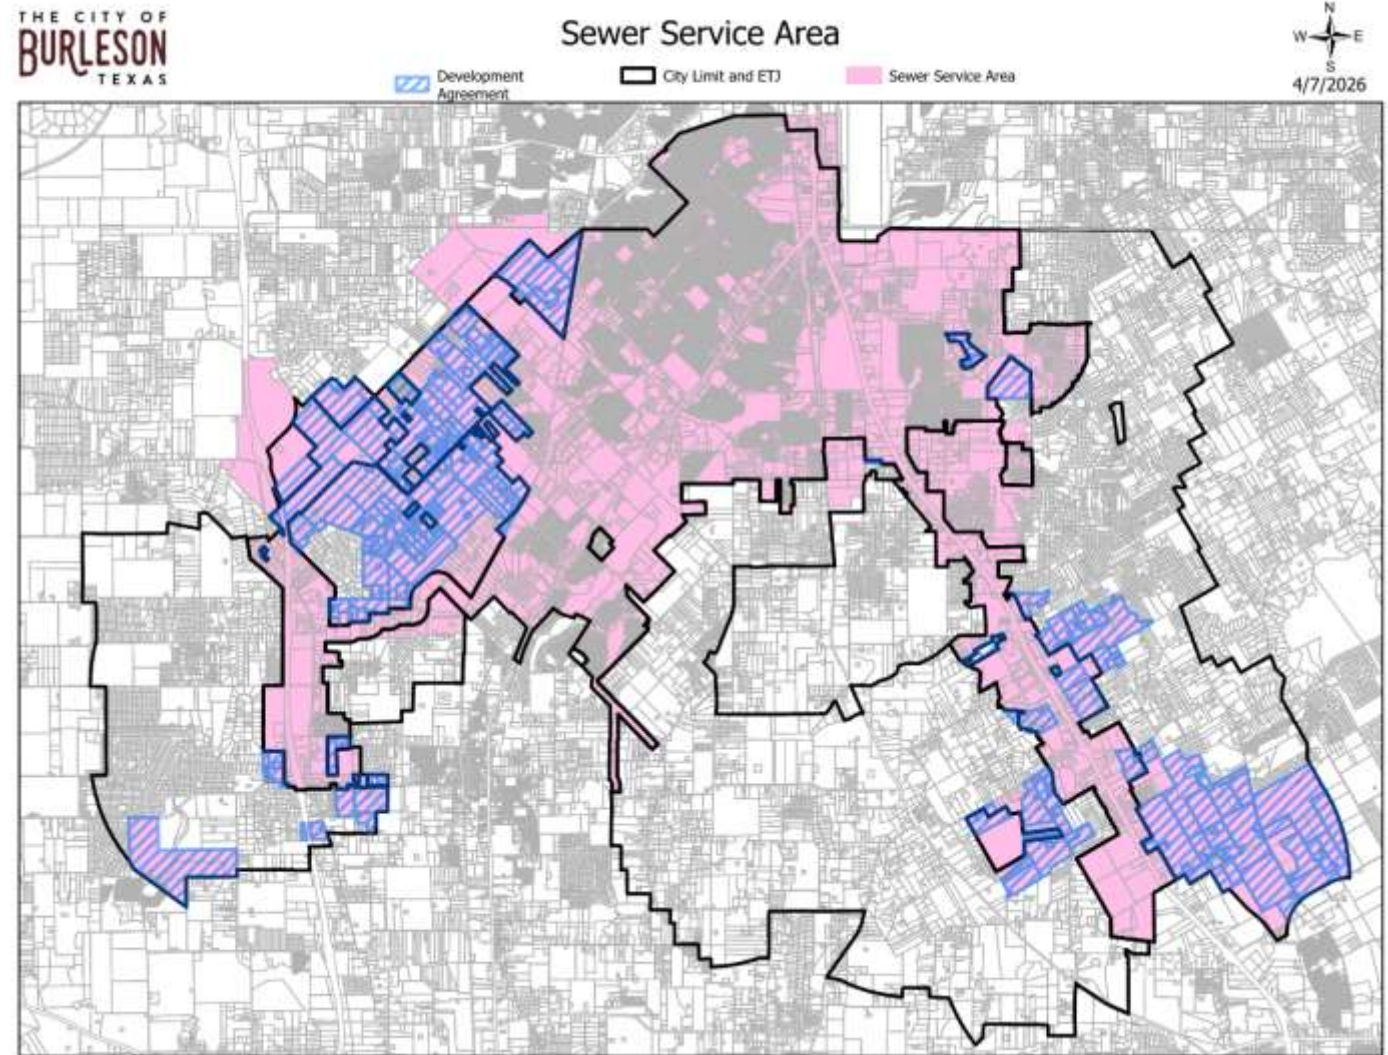 THE CITY OF
BURLESON
TEXAS
Sewer Service Area
Development
Agreement
City Limit and ETJ
Sewer Service Area
N
W
E
S
4/7/2026